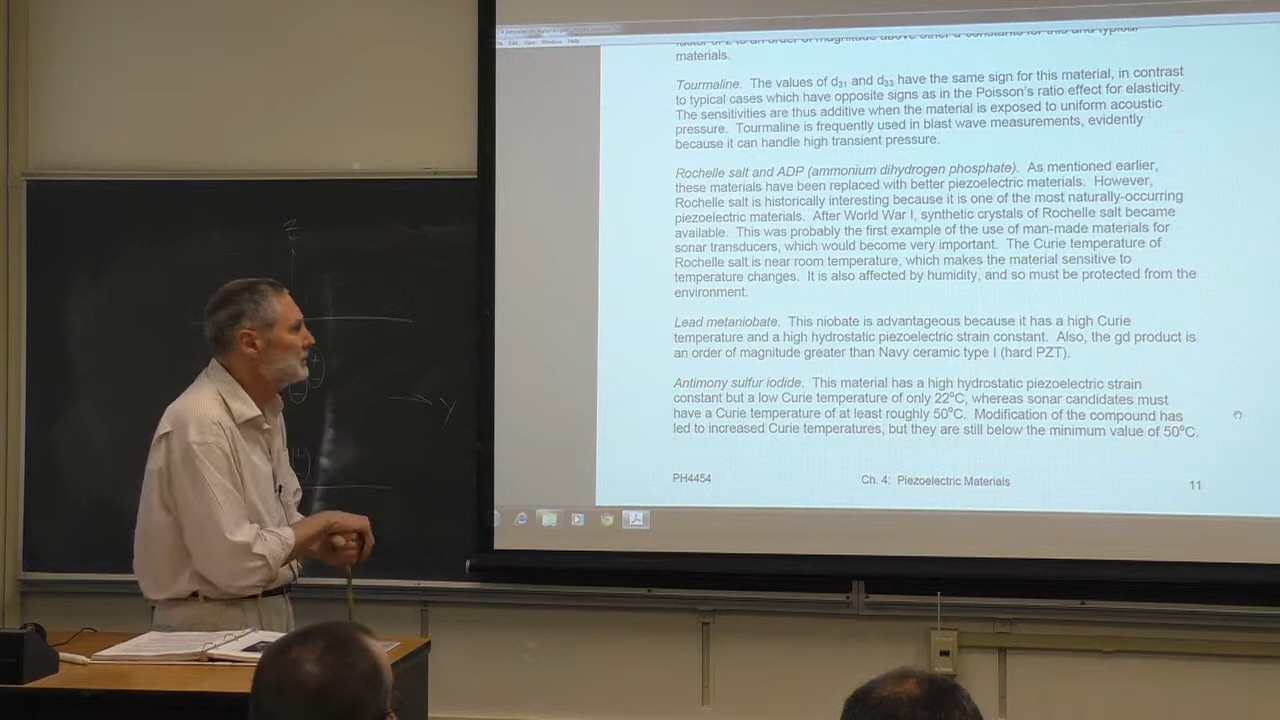 Edit View Window Help
materials.
Tourmaline. The values of d31 and d33 have the same sign for this material, in contrast
to typical cases which have opposite signs as in the Poisson's ratio effect for elasticity.
The sensitivities are thus additive when the material is exposed to uniform acoustic
pressure. Tourmaline is frequently used in blast wave measurements, evidently
because it can handle high transient pressure.
Rochelle salt and ADP (ammonium dihydrogen phosphate). As mentioned earlier,
these materials have been replaced with better piezoelectric materials. However,
Rochelle salt is historically interesting because it is one of the most naturally-occurring
piezoelectric materials. After World War I, synthetic crystals of Rochelle salt became
available. This was probably the first example of the use of man-made materials for
sonar transducers, which would become very important. The Curie temperature of
Rochelle salt is near room temperature, which makes the material sensitive to
temperature changes. It is also affected by humidity, and so must be protected from the
environment.
Lead metaniobate. This niobate is advantageous because it has a high Curie
temperature and a high hydrostatic piezoelectric strain constant. Also, the gd product is
an order of magnitude greater than Navy ceramic type I (hard PZT).
Antimony sulfur iodide. This material has a high hydrostatic piezoelectric strain
constant but a low Curie temperature of only 22°C, whereas sonar candidates must
have a Curie temperature of at least roughly 50°C. Modification of the compound has
led to increased Curie temperatures, but they are still below the minimum value of 50°C.
PH4454 Ch. 4: Piezoelectric Materials 11
z
+
−
y